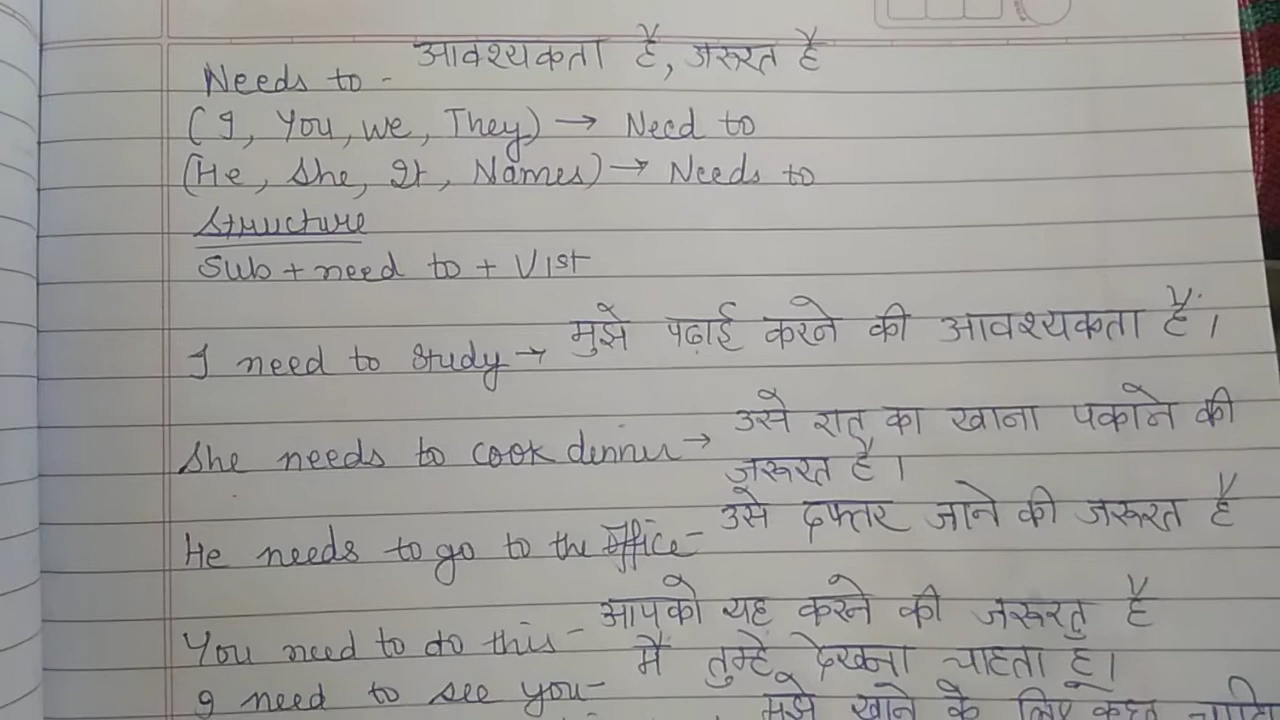 Needs to - आवश्यकता है, जरूरत है
(I, You, we, They) → Need to
(He, She, It, Names) → Needs to
Structure
Sub + need to + V1st
I need to study → मुझे पढ़ाई करने की आवश्यकता है।
She needs to cook dinner → उसे रात का खाना पकाने की
जरूरत है।
He needs to go to the office - उसे दफ्तर जाने की जरूरत है
You need to do this - आपको यह करने की जरूरत है
I need to see you - मैं तुम्हे देखना चाहता हू।
मुझे खाने के लिए कुछ